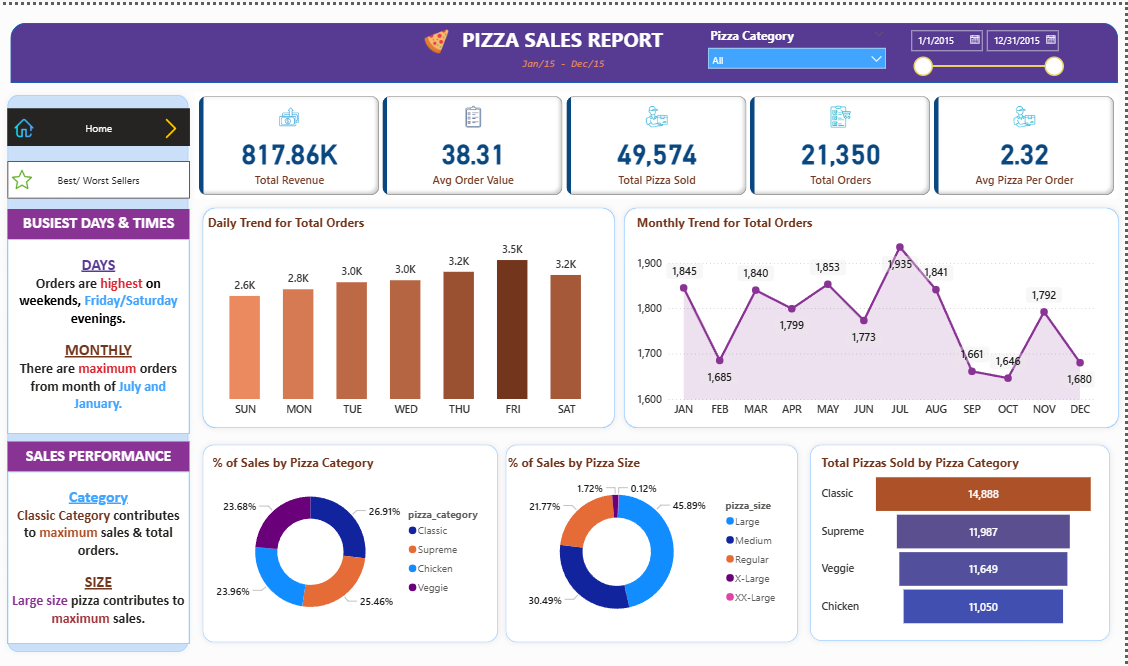 PIZZA SALES REPORT
Jan/15 - Dec/15
Pizza Category
All
1/1/2015
12/31/2015
Home
Best/ Worst Sellers
BUSIEST DAYS & TIMES
DAYS
Orders are highest on
weekends, Friday/Saturday
evenings.
MONTHLY
There are maximum orders
from month of July and
January.
SALES PERFORMANCE
Category
Classic Category contributes
to maximum sales & total
orders.
SIZE
Large size pizza contributes to
maximum sales.
817.86K
Total Revenue
38.31
Avg Order Value
49,574
Total Pizza Sold
21,350
Total Orders
2.32
Avg Pizza Per Order
Daily Trend for Total Orders
2.6K
2.8K
3.0K
3.0K
3.2K
3.5K
3.2K
SUN MON TUE WED THU FRI SAT
Monthly Trend for Total Orders
1,900
1,800
1,700
1,600
1,845
1,685
1,840
1,799
1,853
1,773
1,935
1,841
1,661
1,646
1,792
1,680
JAN FEB MAR APR MAY JUN JUL AUG SEP OCT NOV DEC
% of Sales by Pizza Category
23.68%
26.91%
23.96%
25.46%
pizza_category
Classic
Supreme
Chicken
Veggie
% of Sales by Pizza Size
1.72%
0.12%
21.77%
45.89%
30.49%
pizza_size
Large
Medium
Regular
X-Large
XX-Large
Total Pizzas Sold by Pizza Category
Classic 14,888
Supreme 11,987
Veggie 11,649
Chicken 11,050